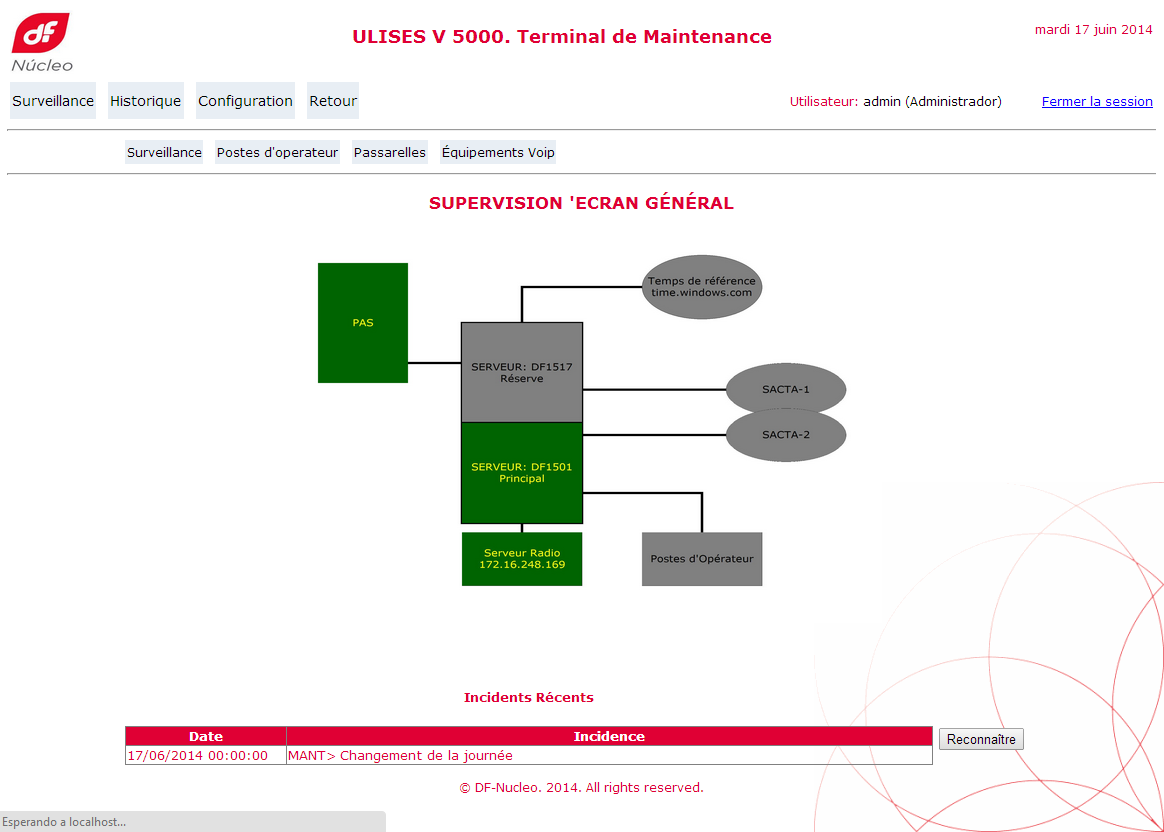 df
Núcleo
ULISES V 5000. Terminal de Maintenance
mardi 17 juin 2014
Surveillance Historique Configuration Retour
Utilisateur: admin (Administrador) Fermer la session
Surveillance Postes d'operateur Passarelles Équipements Voip
SUPERVISION 'ECRAN GÉNÉRAL
Temps de référence
time.windows.com
PAS
SERVEUR: DF1517
Réserve
SACTA-1
SACTA-2
SERVEUR: DF1501
Principal
Serveur Radio
172.16.248.169
Postes d'Opérateur
Incidents Récents
Date Incidence
Reconnaître
17/06/2014 00:00:00 MANT> Changement de la journée
© DF-Nucleo. 2014. All rights reserved.
Esperando a localhost...